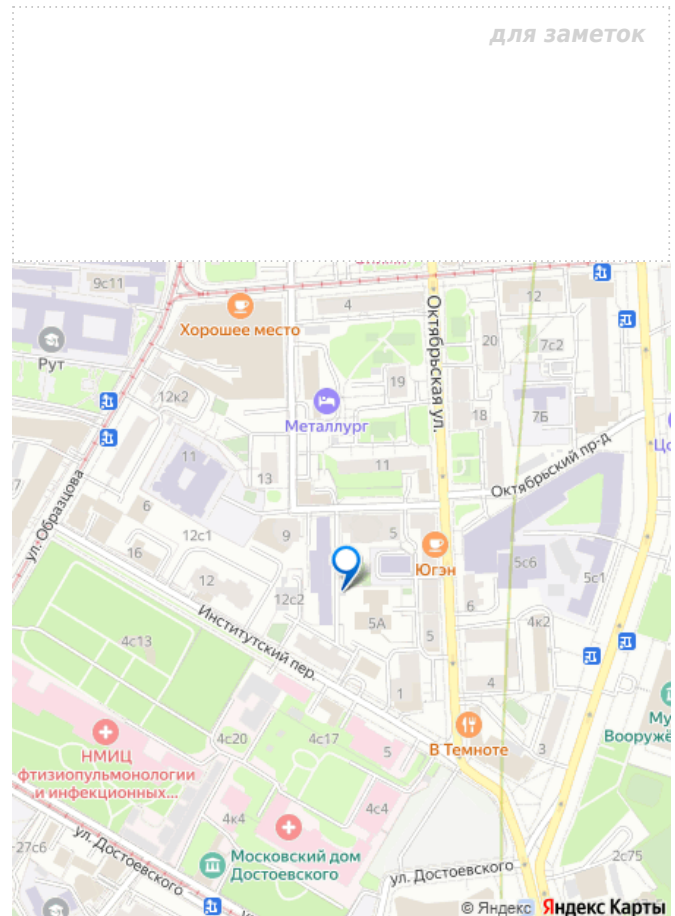 для заметок
9с11
4
12
Хорошее место
Октябрьская ул.
20
7с2
Рут
19
12к2
Металлург
18
7Б
11
Октябрьский пр-д
11
13
ул. Образцова
6
12с1
9
5
Югэн
16
12
12с2
5с6
5с1
Институтский пер.
5А
6
4к2
5
4с13
1
4
4с20
4с17
5
В Темноте
3
НМИЦ
фтизиопульмонологии
и инфекционных...
4к4
4с4
ул. Достоевского
Московский дом
Достоевского
ул. Достоевского
2с75
-27с6
© Яндекс Яндекс Карты